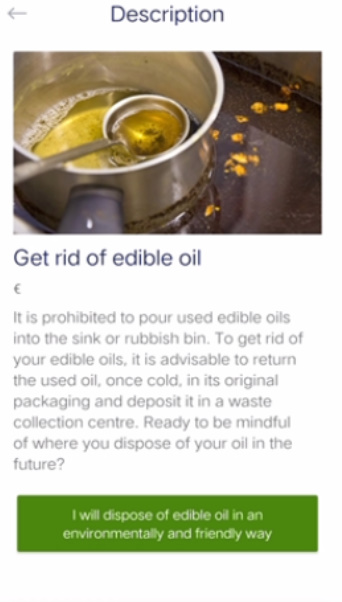 Description
Get rid of edible oil
€
It is prohibited to pour used edible oils
into the sink or rubbish bin. To get rid of
your edible oils, it is advisable to return
the used oil, once cold, in its original
packaging and deposit it in a waste
collection centre. Ready to be mindful
of where you dispose of your oil in the
future?
I will dispose of edible oil in an
environmentally and friendly way